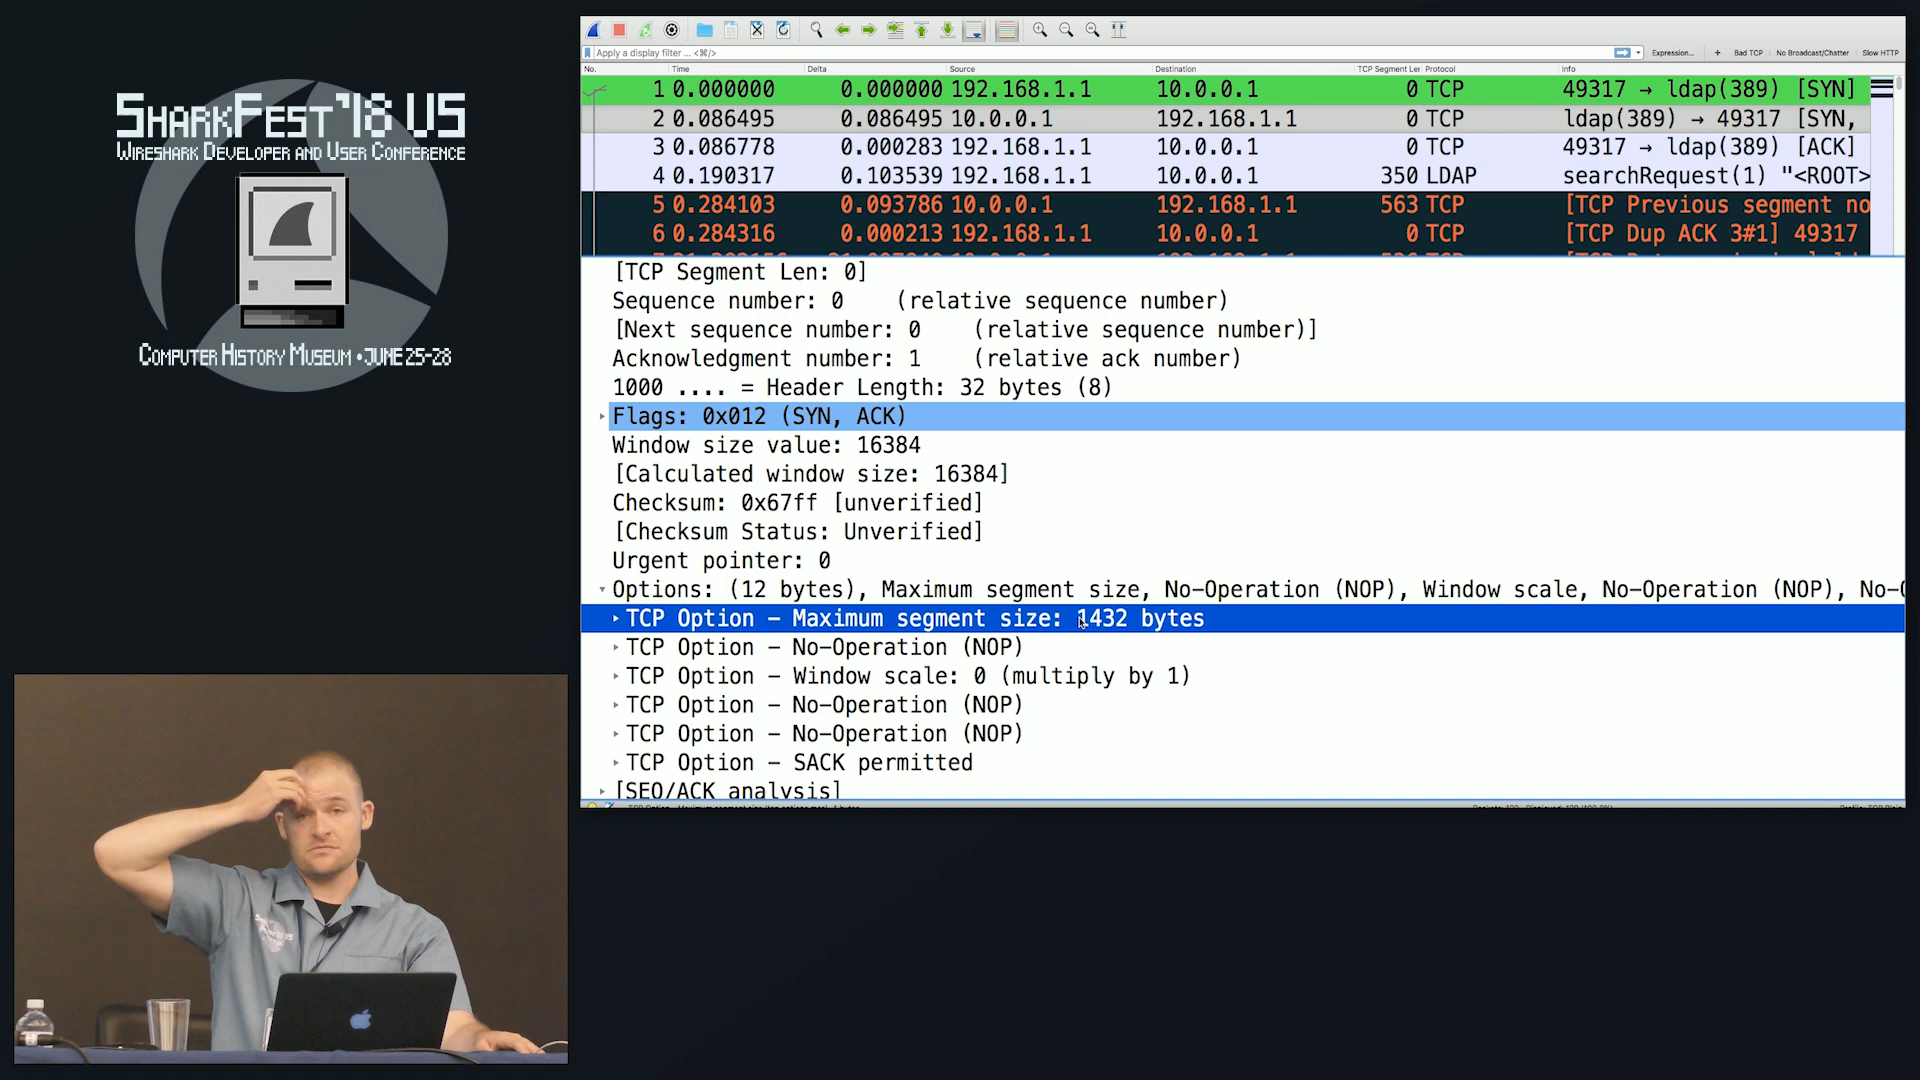 SHARKFEST'18 US
WIRESHARK DEVELOPER AND USER CONFERENCE
COMPUTER HISTORY MUSEUM • JUNE 25-28
Apply a display filter ... <⌘/>
Expression...
+
Bad TCP
No Broadcast/Chatter
Slow HTTP
No. Time Delta Source Destination TCP Segment Len Protocol Info
1 0.000000 0.000000 192.168.1.1 10.0.0.1 0 TCP 49317 → ldap(389) [SYN]
2 0.086495 0.086495 10.0.0.1 192.168.1.1 0 TCP ldap(389) → 49317 [SYN,
3 0.086778 0.000283 192.168.1.1 10.0.0.1 0 TCP 49317 → ldap(389) [ACK]
4 0.190317 0.103539 192.168.1.1 10.0.0.1 350 LDAP searchRequest(1) "<ROOT>
5 0.284103 0.093786 10.0.0.1 192.168.1.1 563 TCP [TCP Previous segment no
6 0.284316 0.000213 192.168.1.1 10.0.0.1 0 TCP [TCP Dup ACK 3#1] 49317
[TCP Segment Len: 0]
Sequence number: 0 (relative sequence number)
[Next sequence number: 0 (relative sequence number)]
Acknowledgment number: 1 (relative ack number)
1000 .... = Header Length: 32 bytes (8)
Flags: 0x012 (SYN, ACK)
Window size value: 16384
[Calculated window size: 16384]
Checksum: 0x67ff [unverified]
[Checksum Status: Unverified]
Urgent pointer: 0
Options: (12 bytes), Maximum segment size, No-Operation (NOP), Window scale, No-Operation (NOP), No-O
TCP Option - Maximum segment size: 1432 bytes
TCP Option - No-Operation (NOP)
TCP Option - Window scale: 0 (multiply by 1)
TCP Option - No-Operation (NOP)
TCP Option - No-Operation (NOP)
TCP Option - SACK permitted
[SEQ/ACK analysis]